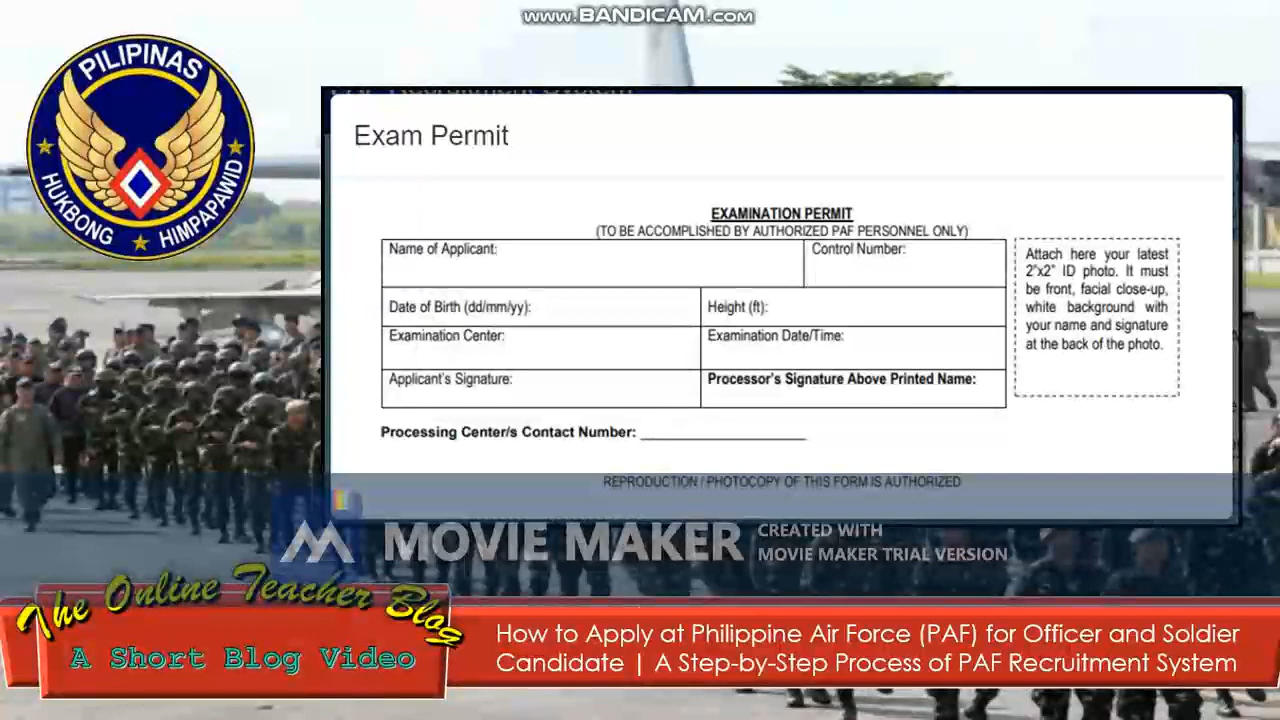 www.BANDICAM.com
PILIPINAS
HUKBONG HIMPAPAWID
PAF Recruitment System
Exam Permit
EXAMINATION PERMIT
(TO BE ACCOMPLISHED BY AUTHORIZED PAF PERSONNEL ONLY)
Name of Applicant:
Control Number:
Date of Birth (dd/mm/yy):
Height (ft):
Examination Center:
Examination Date/Time:
Applicant's Signature:
Processor's Signature Above Printed Name:
Attach here your latest
2"x2" ID photo. It must
be front, facial close-up,
white background with
your name and signature
at the back of the photo.
Processing Center/s Contact Number: ____________________
REPRODUCTION / PHOTOCOPY OF THIS FORM IS AUTHORIZED
MOVIE MAKER
CREATED WITH
MOVIE MAKER TRIAL VERSION
The Online Teacher Blog
A Short Blog Video
How to Apply at Philippine Air Force (PAF) for Officer and Soldier
Candidate | A Step-by-Step Process of PAF Recruitment System